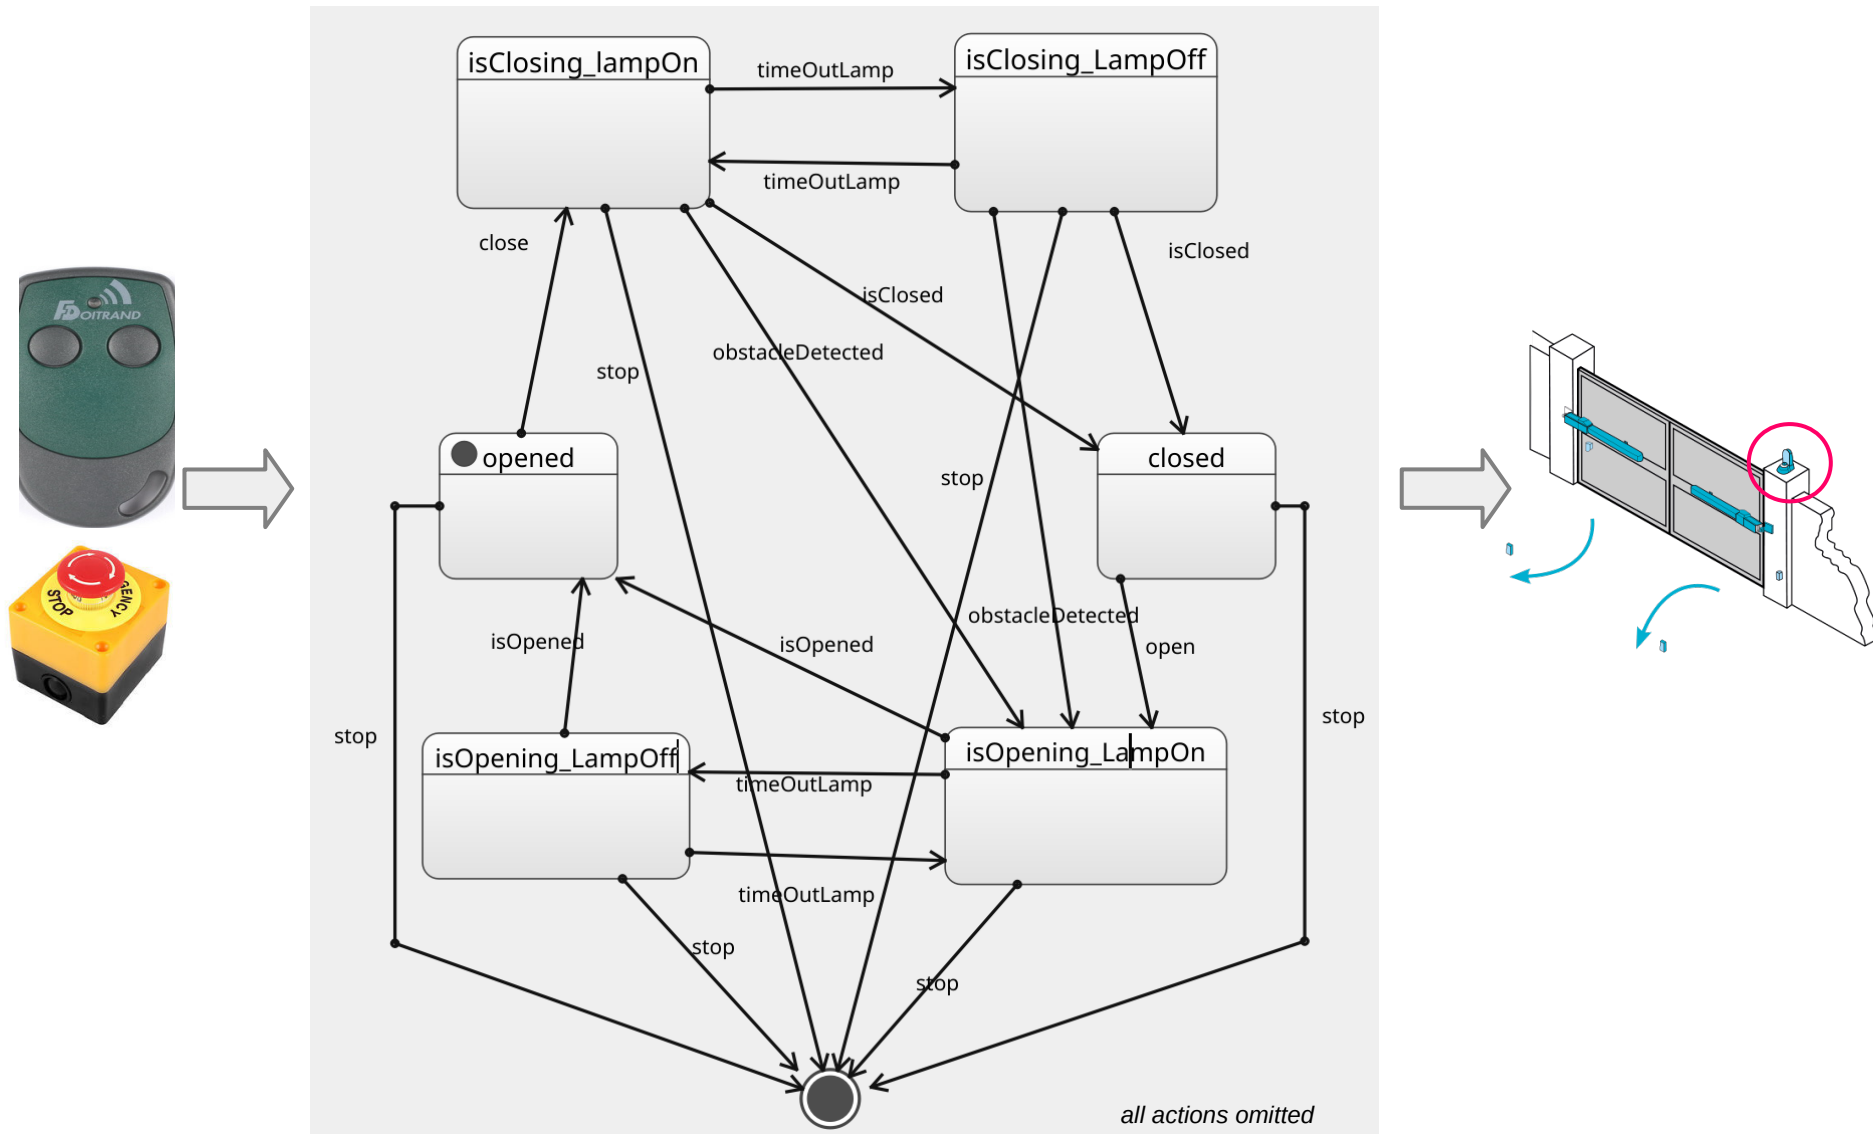 isClosing_lampOn
isClosing_LampOff
timeOutLamp
timeOutLamp
close
isClosed
isClosed
obstacleDetected
stop
DOITRAND
opened
closed
stop
obstacleDetected
isOpened
isOpened
open
STOP
stop
stop
isOpening_LampOff
isOpening_LampOn
timeOutLamp
timeOutLamp
stop
stop
all actions omitted